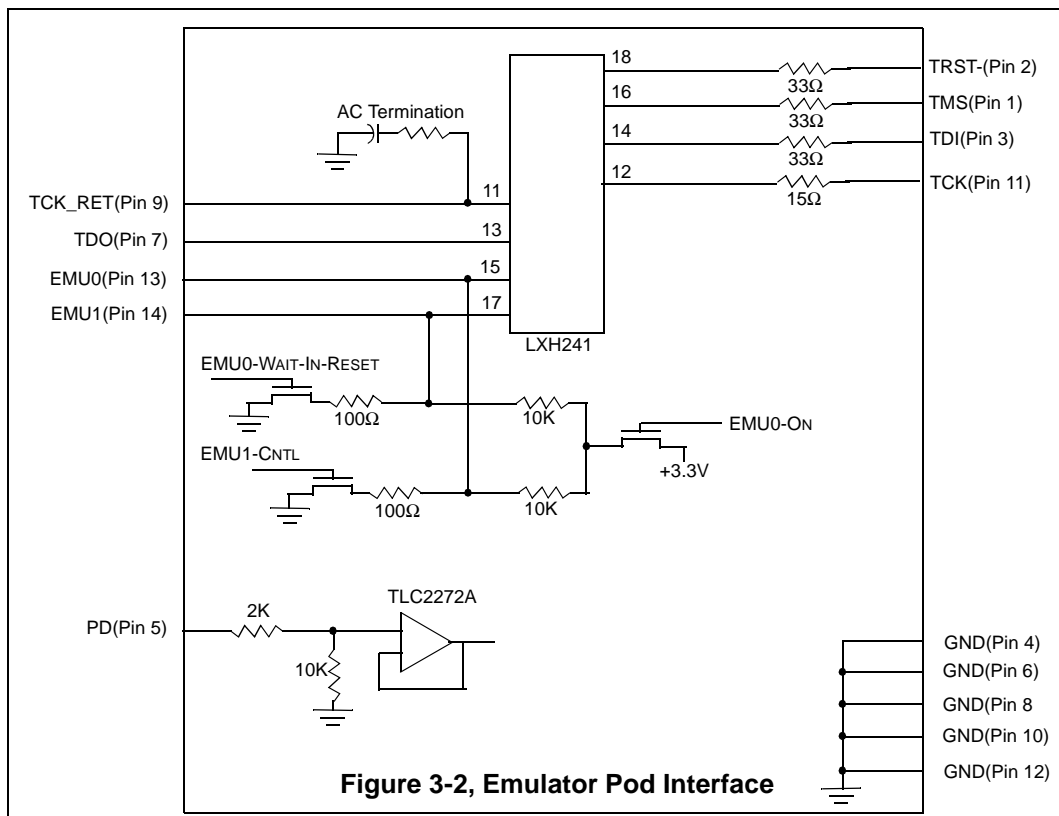 18
TRST-(Pin 2)
33Ω
16
TMS(Pin 1)
AC Termination
33Ω
14
TDI(Pin 3)
33Ω
12
TCK(Pin 11)
15Ω
11
TCK_RET(Pin 9)
13
TDO(Pin 7)
15
EMU0(Pin 13)
17
EMU1(Pin 14)
LXH241
EMU0-WAIT-IN-RESET
100Ω
10K
EMU0-ON
+3.3V
EMU1-CNTL
100Ω
10K
TLC2272A
2K
PD(Pin 5)
10K
GND(Pin 4)
GND(Pin 6)
GND(Pin 8
GND(Pin 10)
GND(Pin 12)
Figure 3-2, Emulator Pod Interface